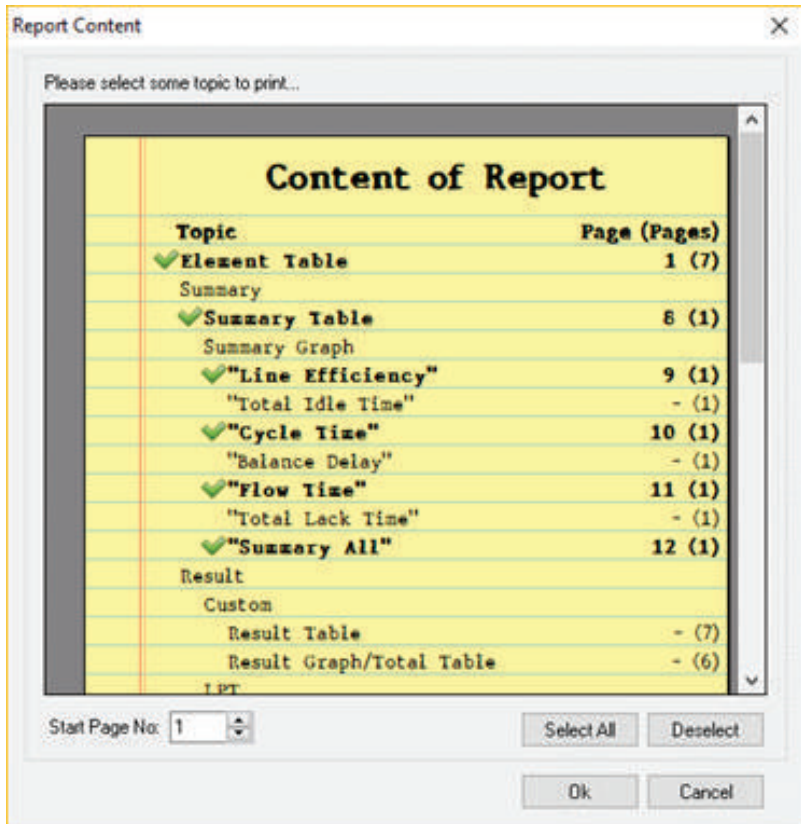 Report Content
Please select some topic to print...
Content of Report
Topic Page (Pages)
Element Table 1 (7)
Summary
Summary Table 8 (1)
Summary Graph
"Line Efficiency" 9 (1)
"Total Idle Time" - (1)
"Cycle Time" 10 (1)
"Balance Delay" - (1)
"Flow Time" 11 (1)
"Total Lack Time" - (1)
"Summary All" 12 (1)
Result
Custom
Result Table - (7)
Result Graph/Total Table - (6)
LPT
Start Page No: 1
Select All Deselect
Ok Cancel